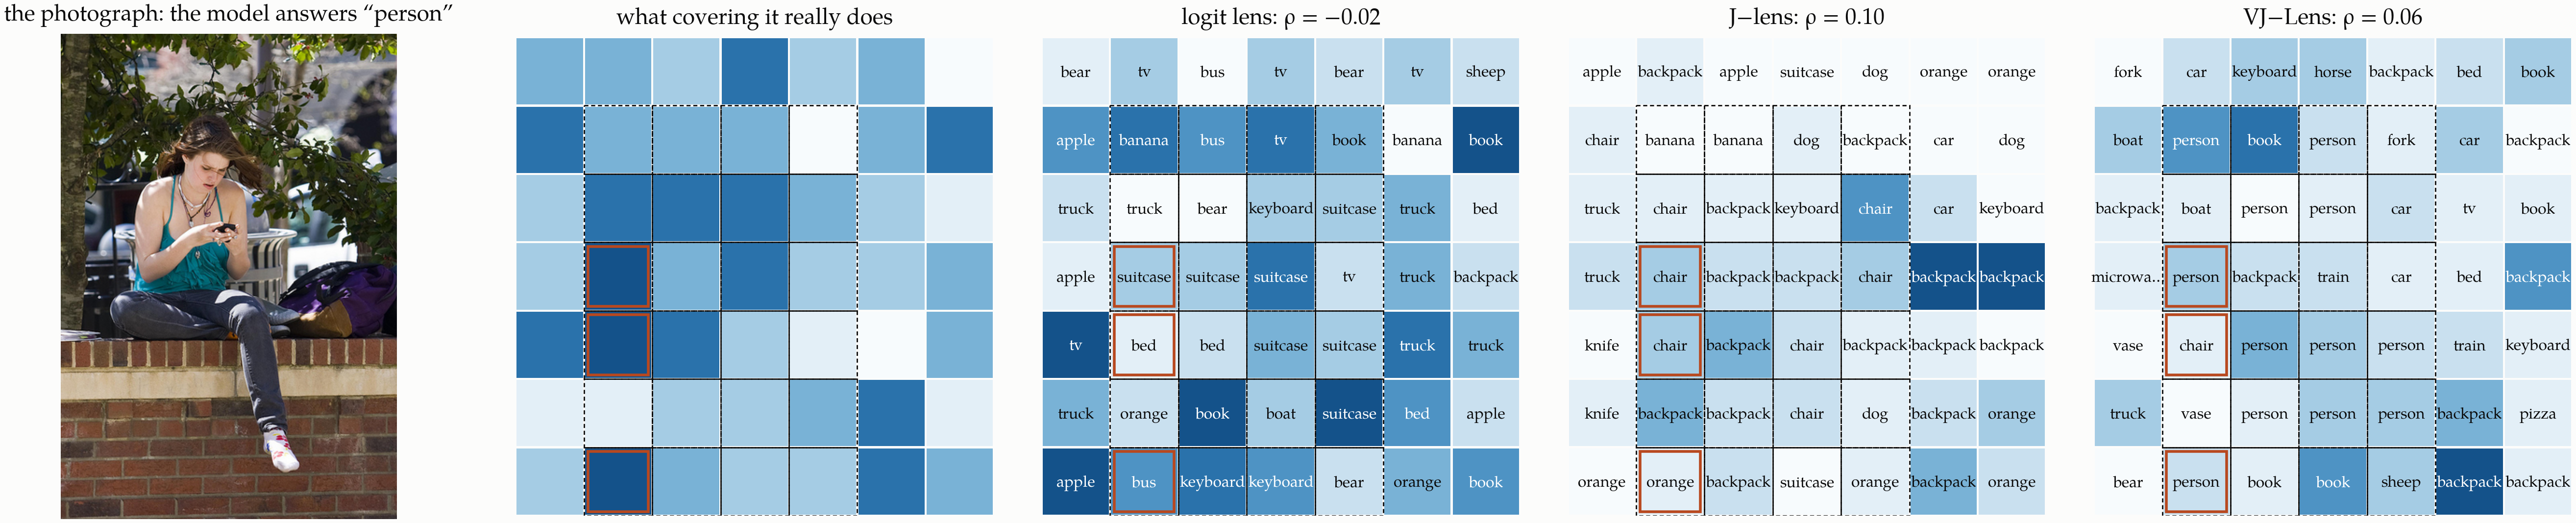 the photograph: the model answers “person”
what covering it really does
logit lens: ρ = −0.02
J−lens: ρ = 0.10
VJ−Lens: ρ = 0.06
bear tv bus tv bear tv sheep
apple banana bus tv book banana book
truck truck bear keyboard suitcase truck bed
apple suitcase suitcase suitcase tv truck backpack
tv bed bed suitcase suitcase truck truck
truck orange book boat suitcase bed apple
apple bus keyboard keyboard bear orange book
apple backpack apple suitcase dog orange orange
chair banana banana dog backpack car dog
truck chair backpack keyboard chair car keyboard
truck chair backpack backpack chair backpack backpack
knife chair backpack chair backpack backpack backpack
knife backpack backpack chair dog backpack orange
orange orange backpack suitcase orange backpack orange
fork car keyboard horse backpack bed book
boat person book person fork car backpack
backpack boat person person car tv book
microwa... person backpack train car bed backpack
vase chair person person person train keyboard
truck vase person person person backpack pizza
bear person book book sheep backpack backpack